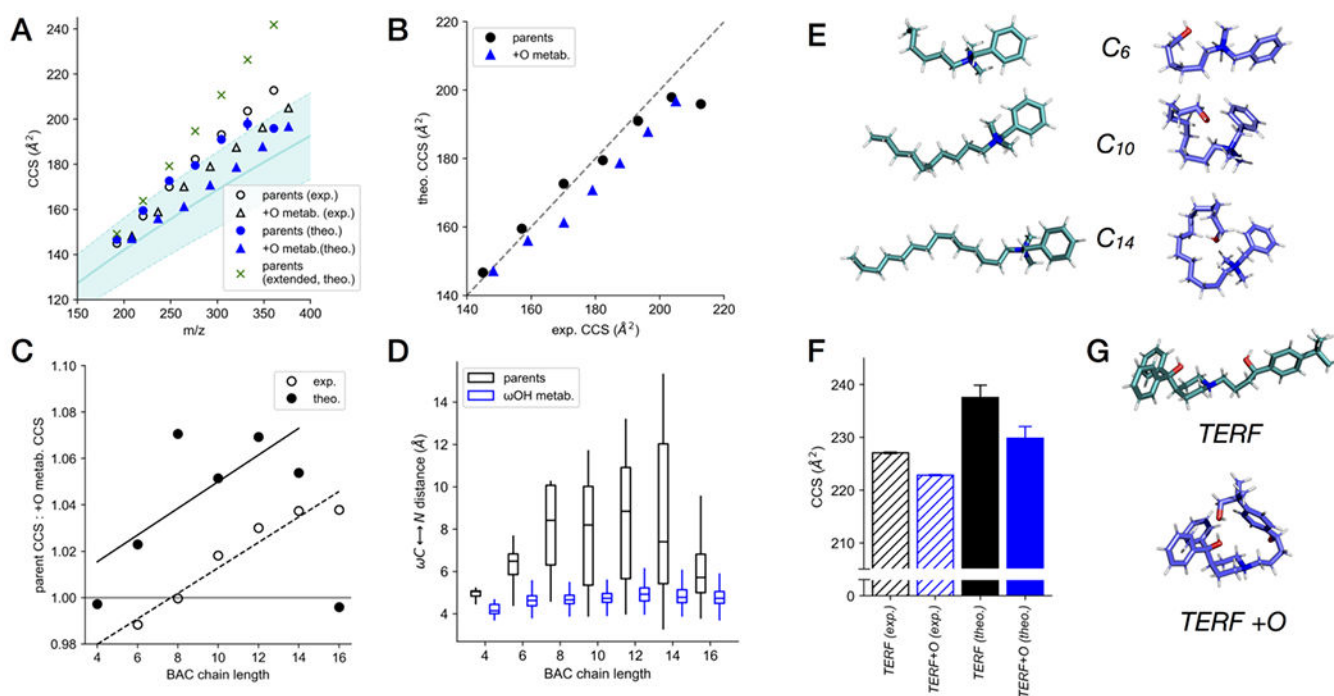 A
CCS (Å²)
240
220
200
180
160
140
120
150
200
250
300
350
400
m/z
parents (exp.)
+O metab. (exp.)
parents (theo.)
+O metab.(theo.)
parents
(extended, theo.)
B
theo. CCS (Å²)
220
200
180
160
140
140
160
180
200
220
exp. CCS (Å²)
parents
+O metab.
E
C₆
C₁₀
C₁₄
C
parent CCS : +O metab. CCS
1.10
1.08
1.06
1.04
1.02
1.00
0.98
4
6
8
10
12
14
16
BAC chain length
exp.
theo.
D
ωC ⟷ N distance (Å)
14
12
10
8
6
4
4
6
8
10
12
14
16
BAC chain length
parents
ωOH metab.
F
CCS (Å²)
240
230
220
210
0
TERF (exp.)
TERF+O (exp.)
TERF (theo.)
TERF+O (theo.)
G
TERF
TERF +O